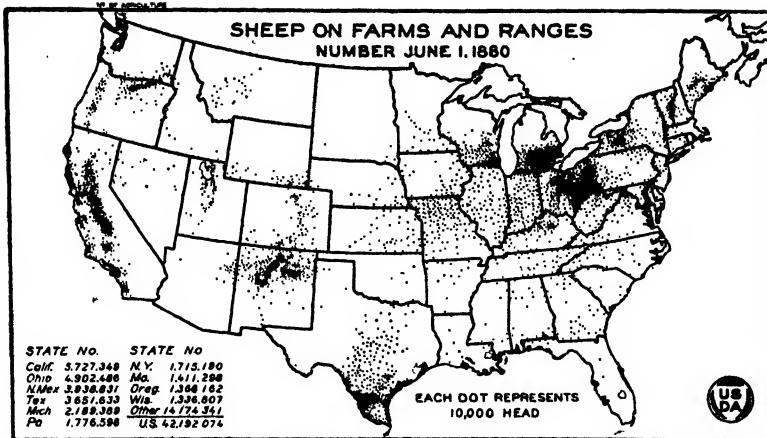 OF AGRICULTURE
SHEEP ON FARMS AND RANGES
NUMBER JUNE 1.1880
STATE No. STATE No
Calif. 5.727.349 N.Y. 1.715.180
Ohio 4.902.486 Mo. 1.411.298
N.Mex 3.938.831 Oreg. 1.368 162
Tex 3 651.633 Wis. 1.336.807
Mich 2.189.389 Other 14 174 341
Pa 1.776.598 U.S. 42,192 074
EACH DOT REPRESENTS
10,000 HEAD
US
DA